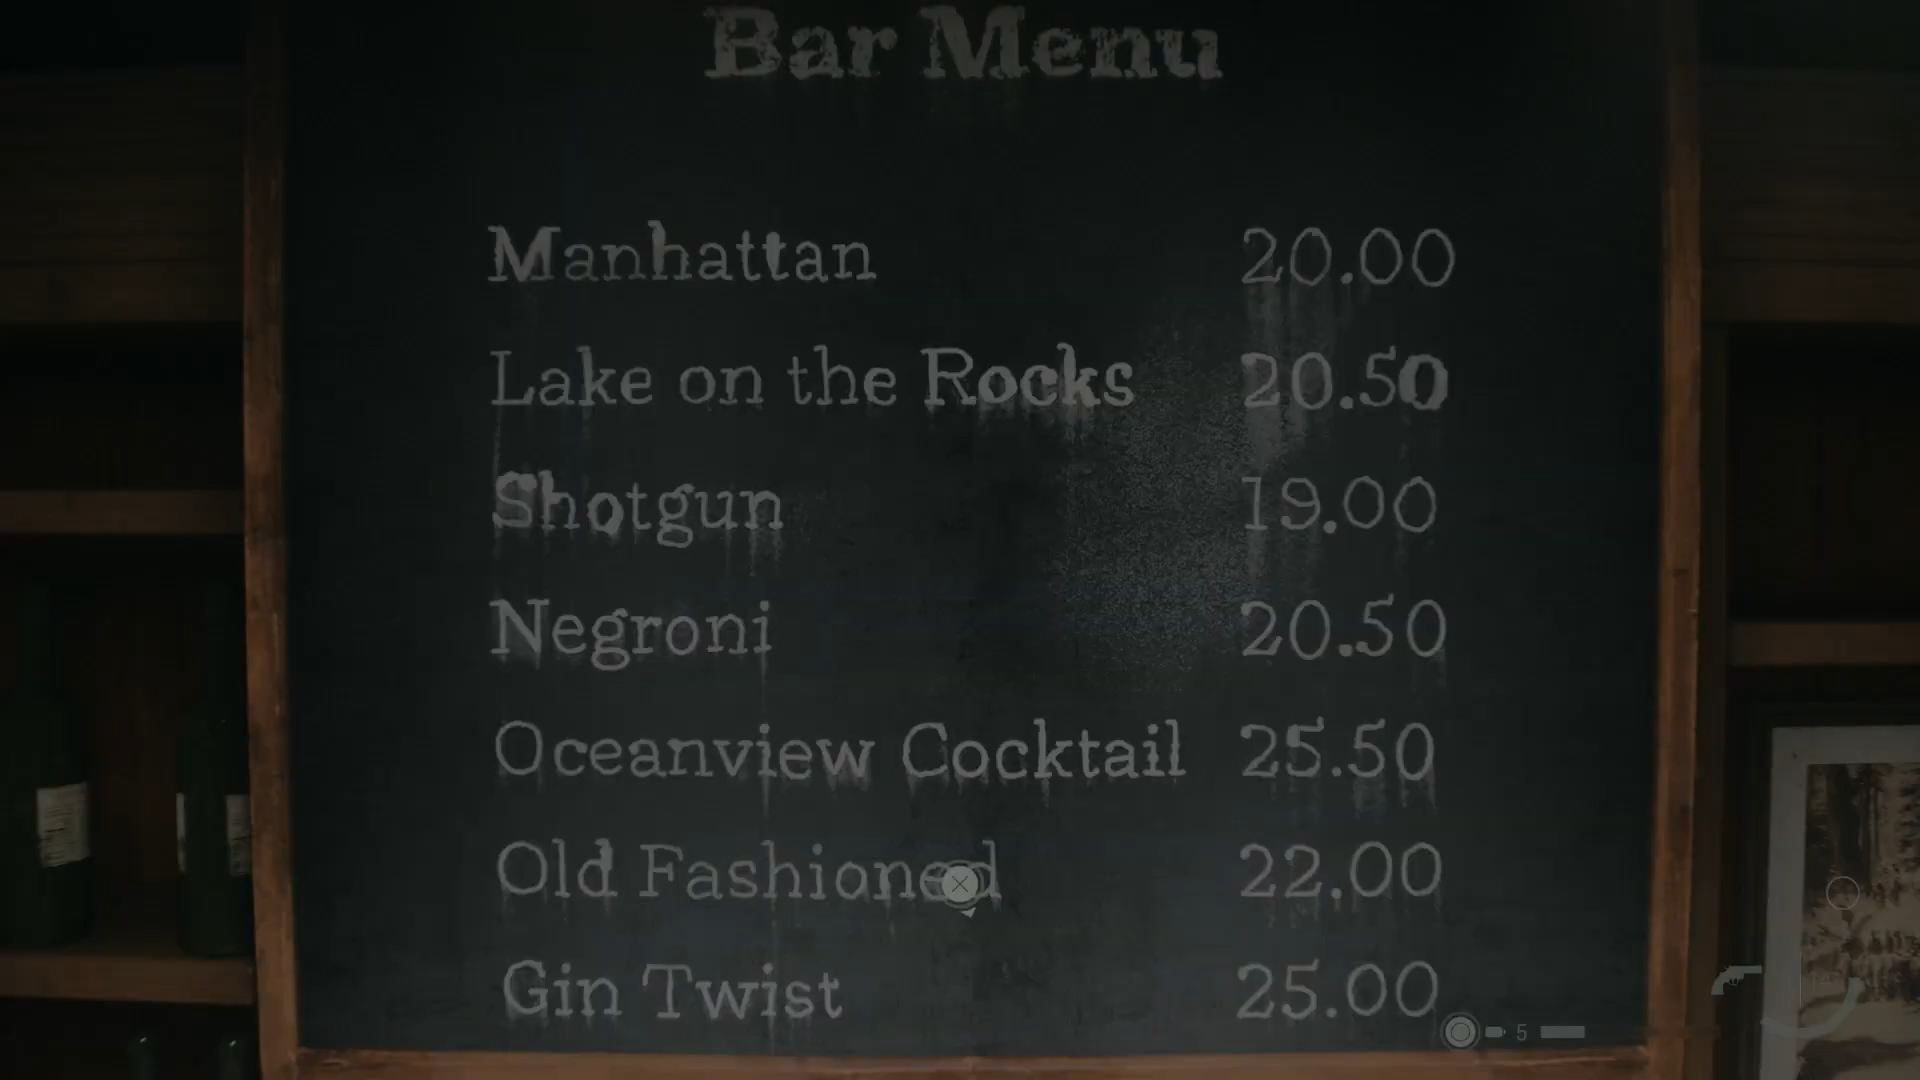 Bar Menu
Manhattan 20.00
Lake on the Rocks 20.50
Shotgun 19.00
Negroni 20.50
Oceanview Cocktail 25.50
Old Fashioned 22.00
Gin Twist 25.00
5